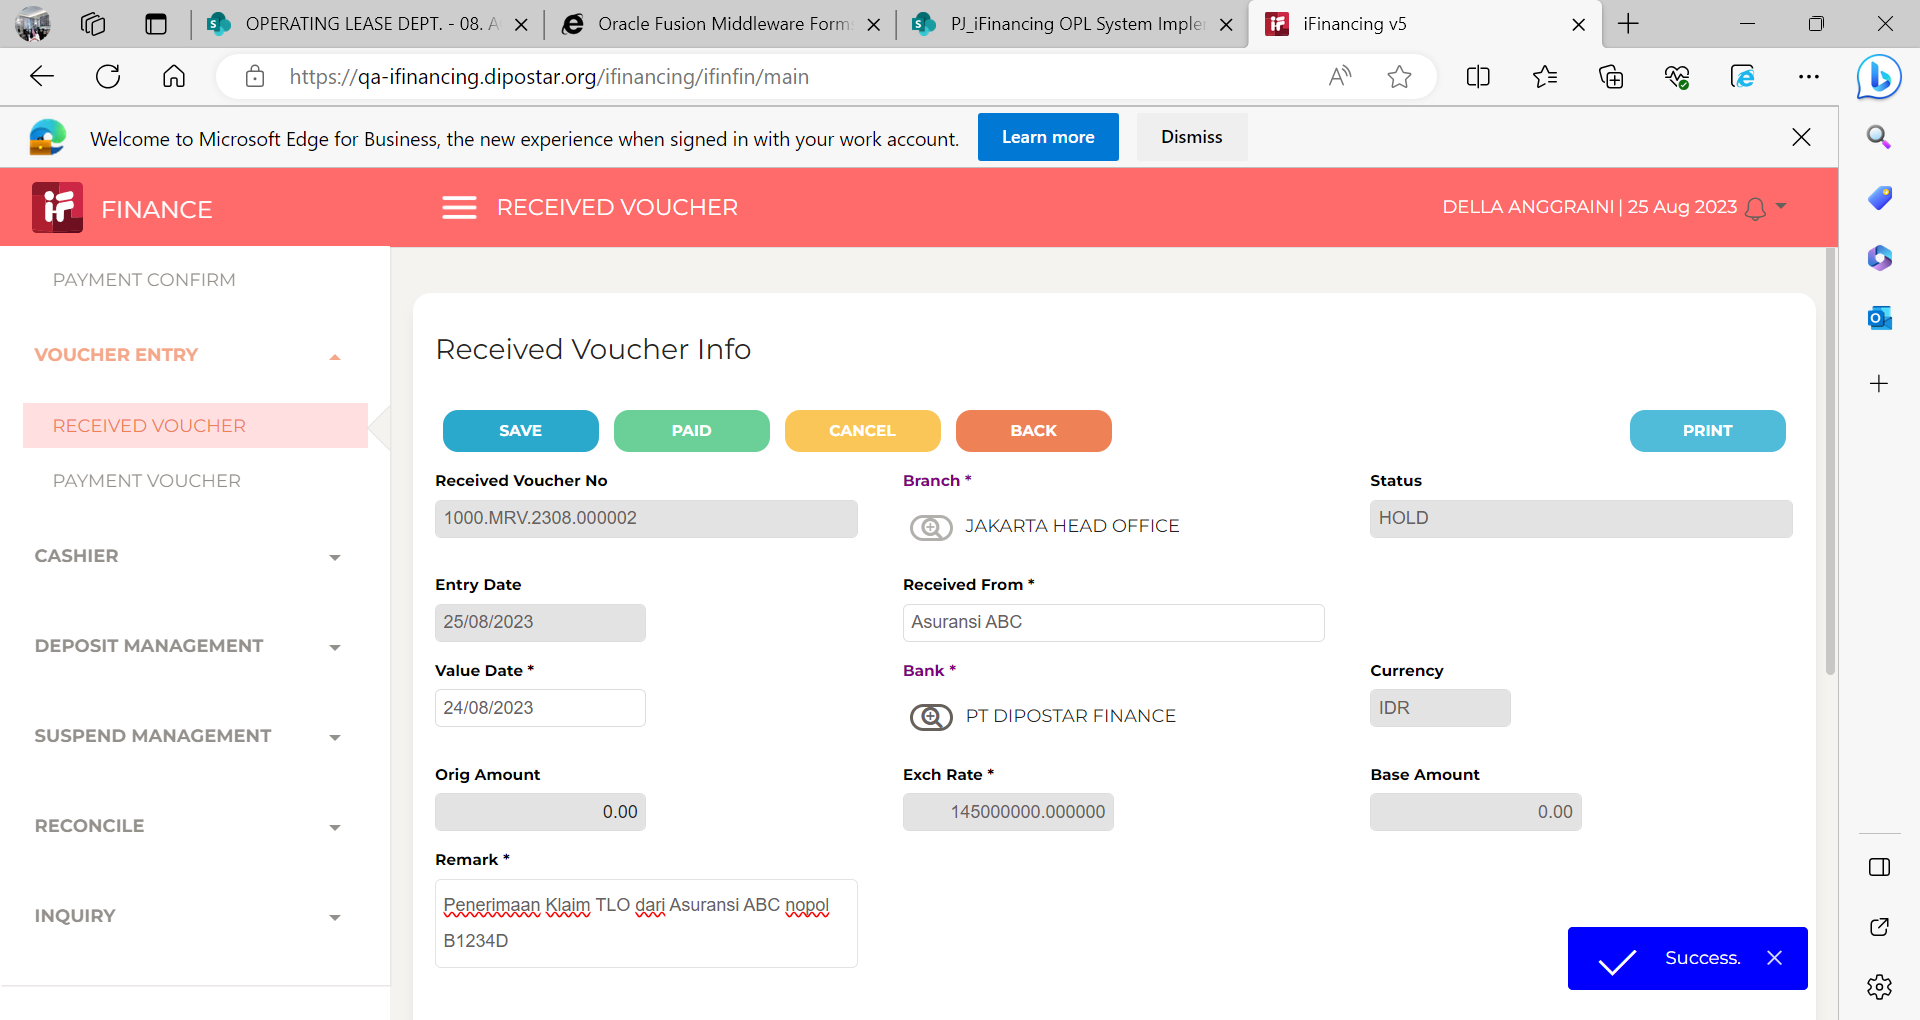 OPERATING LEASE DEPT. - 08. A
Oracle Fusion Middleware Form
PJ_iFinancing OPL System Imple
iFinancing v5
https://qa-ifinancing.dipostar.org/ifinancing/ifinfin/main
Welcome to Microsoft Edge for Business, the new experience when signed in with your work account.
Learn more
Dismiss
iF
FINANCE
RECEIVED VOUCHER
DELLA ANGGRAINI | 25 Aug 2023
PAYMENT CONFIRM
VOUCHER ENTRY
RECEIVED VOUCHER
PAYMENT VOUCHER
CASHIER
DEPOSIT MANAGEMENT
SUSPEND MANAGEMENT
RECONCILE
INQUIRY
Received Voucher Info
SAVE
PAID
CANCEL
BACK
PRINT
Received Voucher No
Branch *
Status
1000.MRV.2308.000002
JAKARTA HEAD OFFICE
HOLD
Entry Date
Received From *
25/08/2023
Asuransi ABC
Value Date *
Bank *
Currency
24/08/2023
PT DIPOSTAR FINANCE
IDR
Orig Amount
Exch Rate *
Base Amount
0.00
145000000.000000
0.00
Remark *
Penerimaan Klaim TLO dari Asuransi ABC nopol
B1234D
Success.